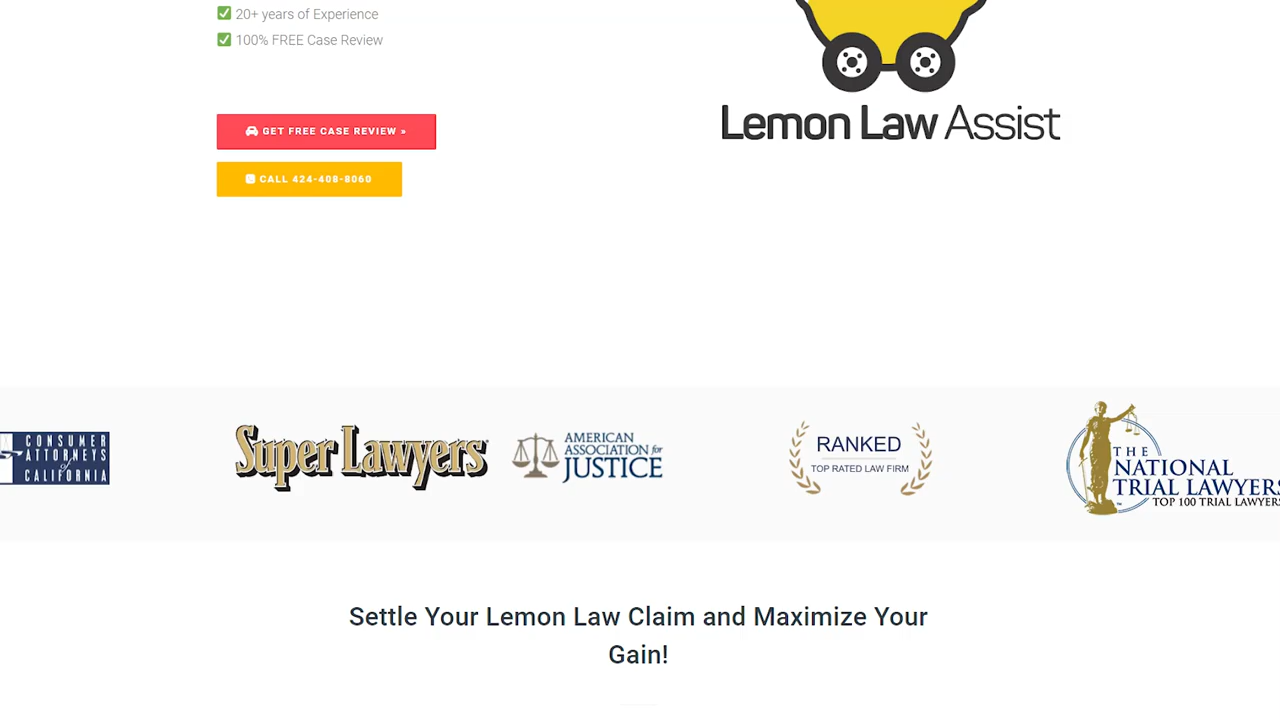 ✅ 20+ years of Experience
✅ 100% FREE Case Review
GET FREE CASE REVIEW »
CALL 424-408-8060
Lemon Law Assist
CONSUMER
ATTORNEYS
of
CALIFORNIA
Super Lawyers
AMERICAN
ASSOCIATION for
JUSTICE
RANKED
TOP RATED LAW FIRM
THE
NATIONAL
TRIAL LAWYERS
TOP 100 TRIAL LAWYERS
Settle Your Lemon Law Claim and Maximize Your
Gain!